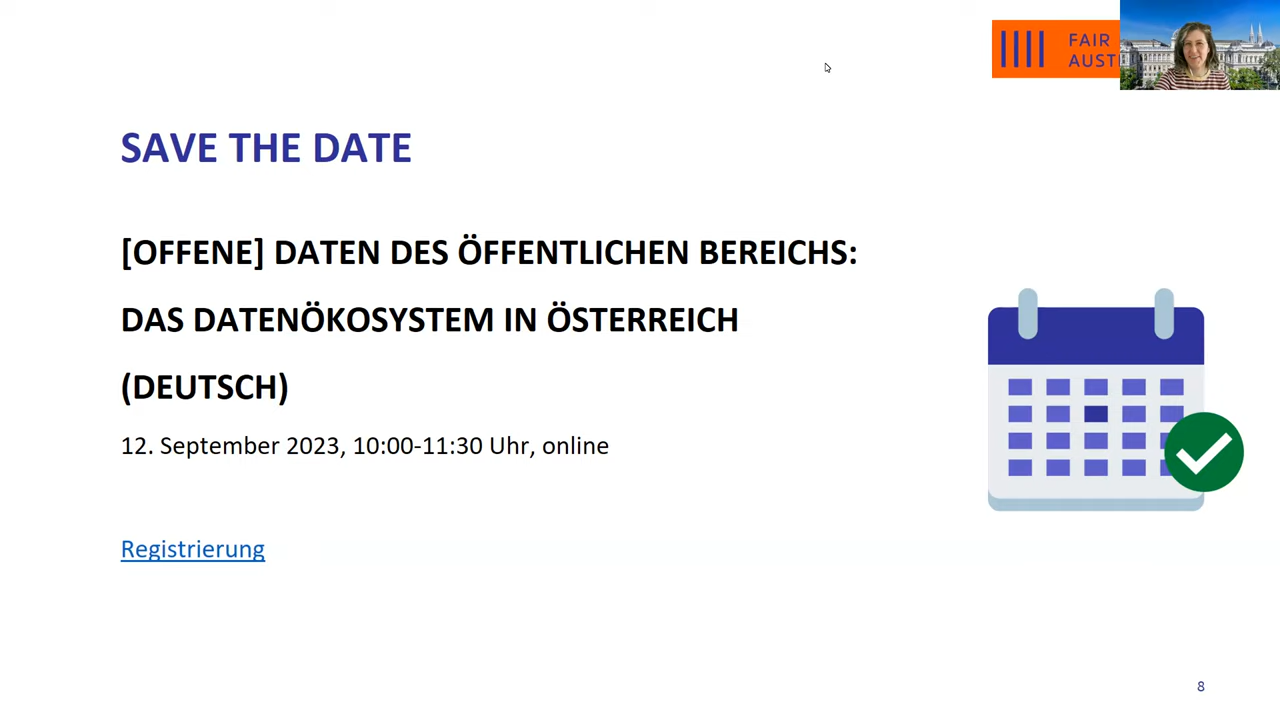 FAIR
AUST
SAVE THE DATE
[OFFENE] DATEN DES ÖFFENTLICHEN BEREICHS:
DAS DATENÖKOSYSTEM IN ÖSTERREICH
(DEUTSCH)
12. September 2023, 10:00-11:30 Uhr, online
Registrierung
8